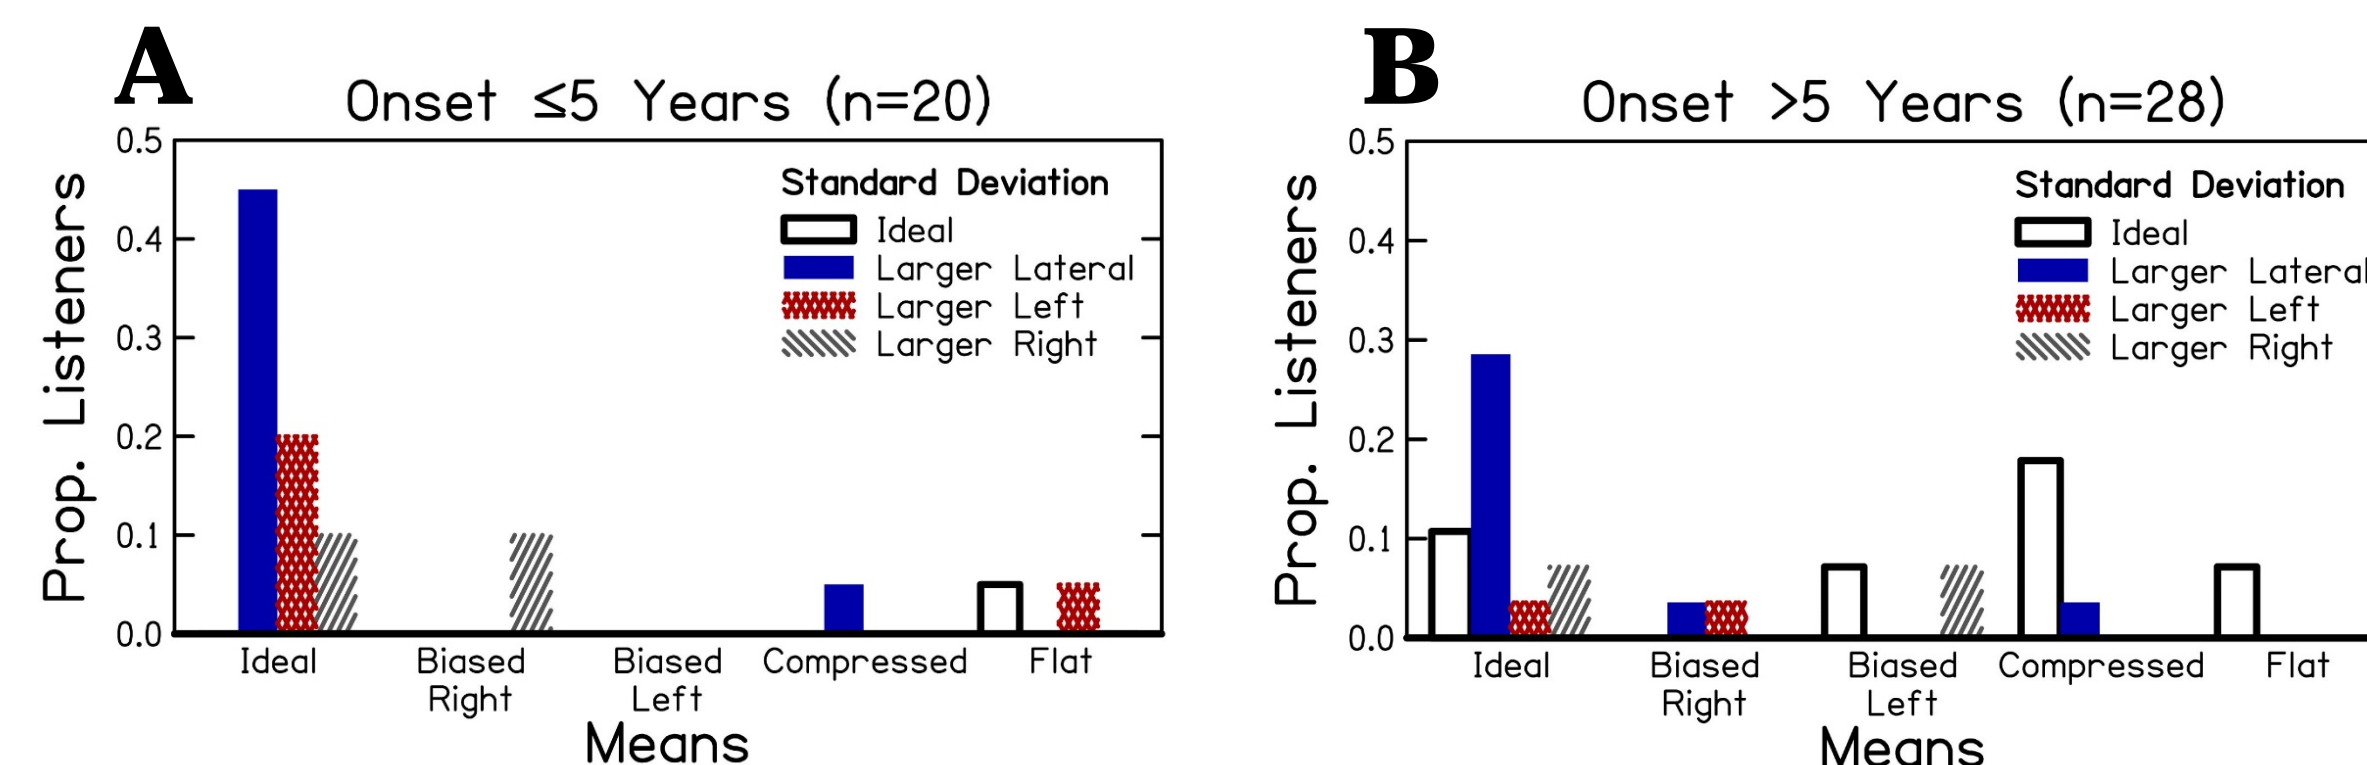 A
Onset ≤5 Years (n=20)
0.5
0.4
0.3
0.2
0.1
0.0
Prop. Listeners
Standard Deviation
Ideal
Larger Lateral
Larger Left
Larger Right
Ideal
Biased Right
Biased Left
Compressed
Flat
Means
B
Onset >5 Years (n=28)
0.5
0.4
0.3
0.2
0.1
0.0
Prop. Listeners
Standard Deviation
Ideal
Larger Lateral
Larger Left
Larger Right
Ideal
Biased Right
Biased Left
Compressed
Flat
Means